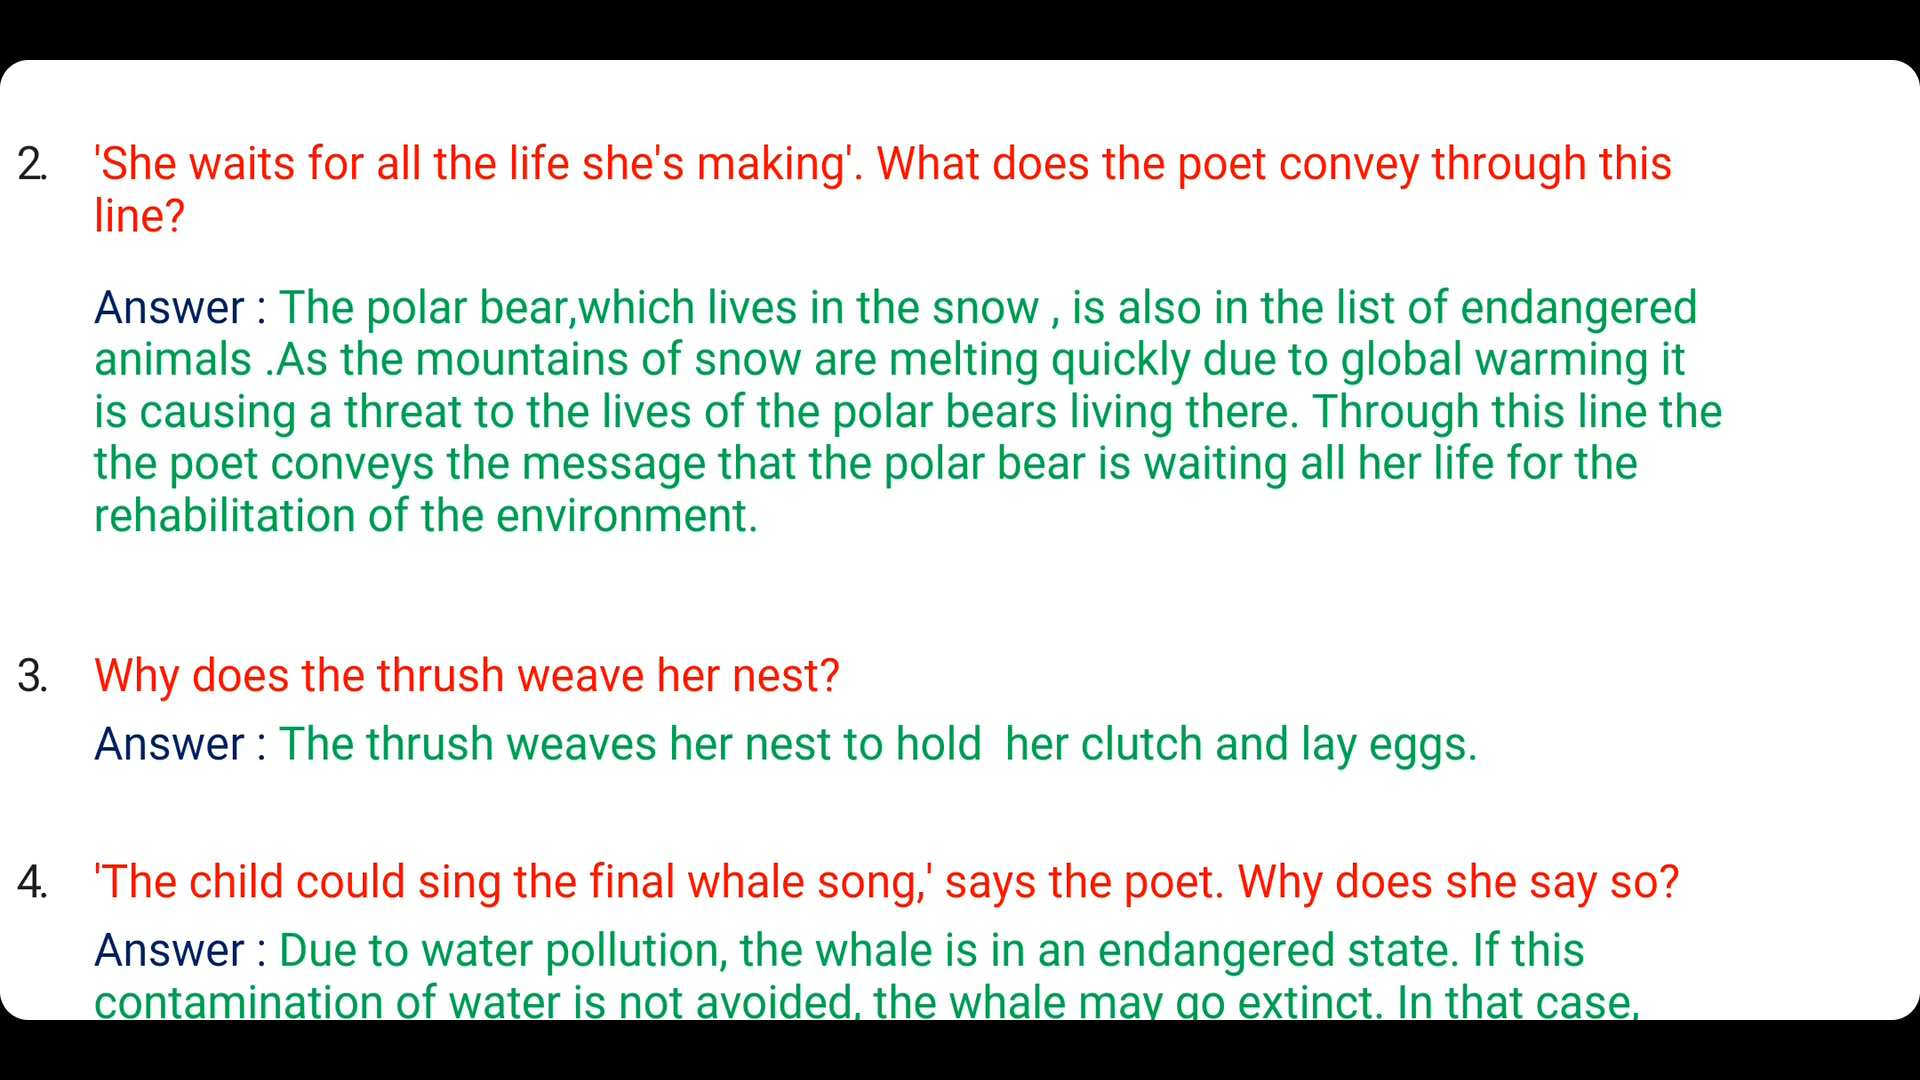 2. 'She waits for all the life she's making'. What does the poet convey through this
line?
Answer : The polar bear,which lives in the snow , is also in the list of endangered
animals .As the mountains of snow are melting quickly due to global warming it
is causing a threat to the lives of the polar bears living there. Through this line the
the poet conveys the message that the polar bear is waiting all her life for the
rehabilitation of the environment.
3. Why does the thrush weave her nest?
Answer : The thrush weaves her nest to hold  her clutch and lay eggs.
4. 'The child could sing the final whale song,' says the poet. Why does she say so?
Answer : Due to water pollution, the whale is in an endangered state. If this
contamination of water is not avoided, the whale may go extinct. In that case,